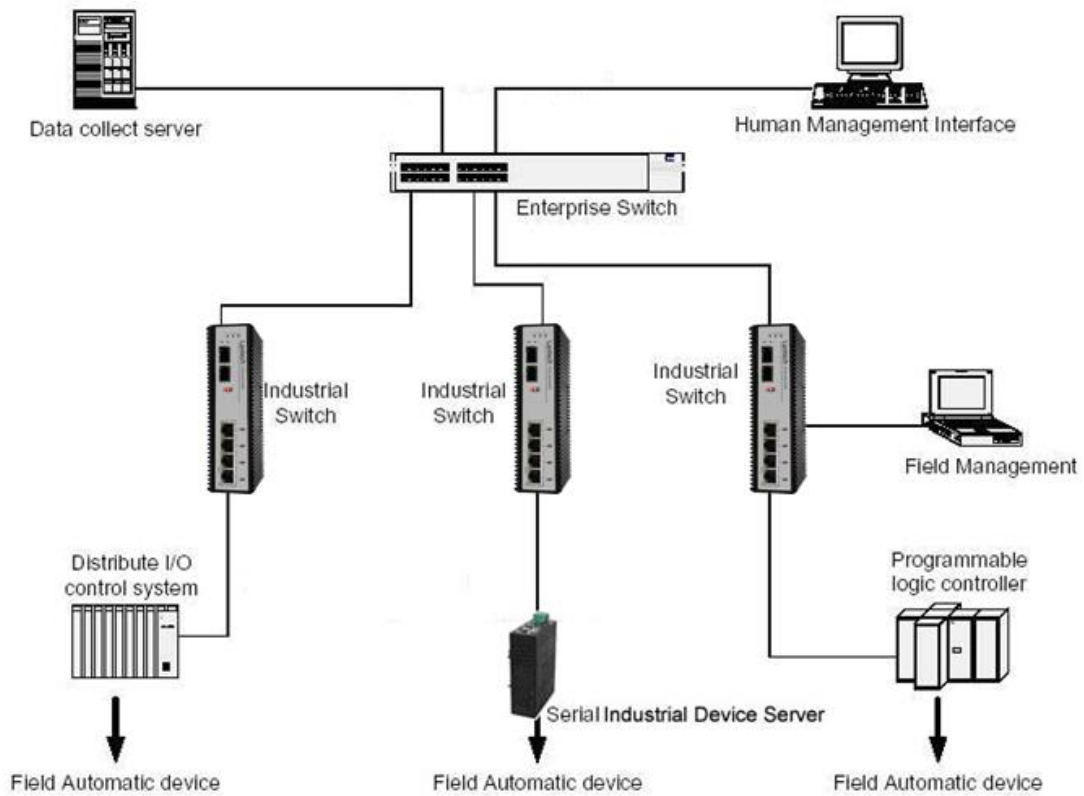 Data collect server
Human Management Interface
Enterprise Switch
Industrial
Switch
Industrial
Switch
Industrial
Switch
Field Management
Distribute I/O
control system
Programmable
logic controller
Serial Industrial Device Server
Field Automatic device
Field Automatic device
Field Automatic device